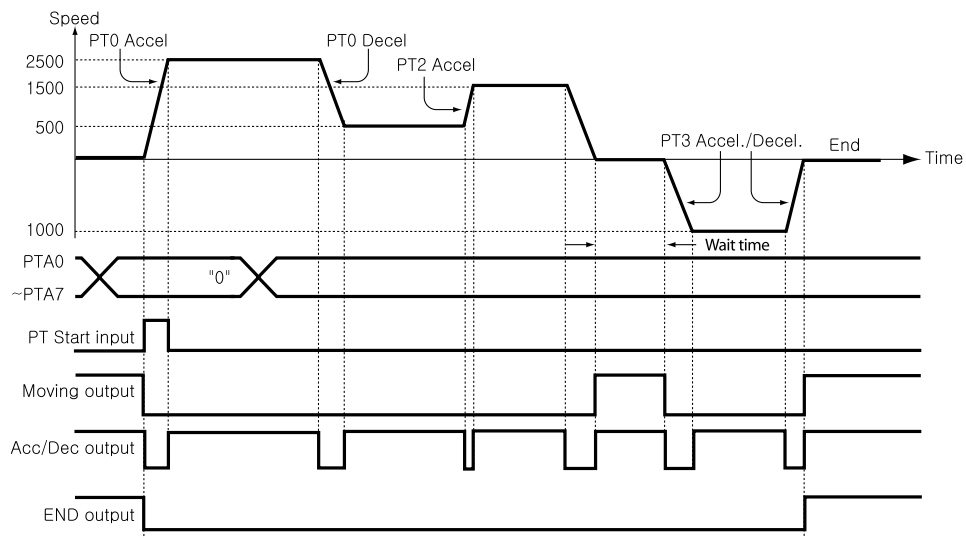 Speed
PT0 Accel
PT0 Decel
PT2 Accel
2500
1500
500
PT3 Accel./Decel.
End
Time
1000
Wait time
PTA0
"0"
~PTA7
PT Start input
Moving output
Acc/Dec output
END output